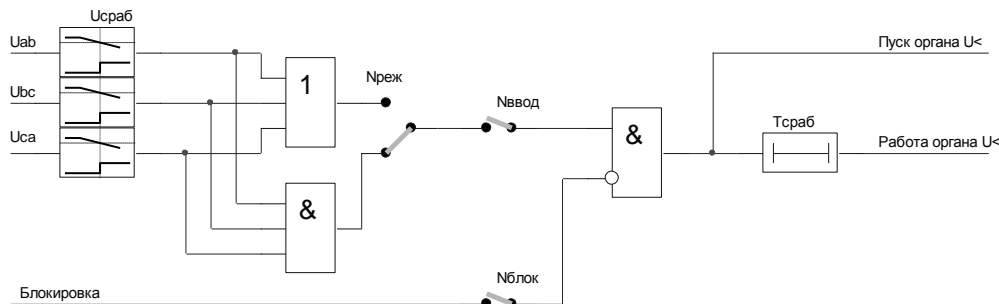 Uсраб
Uab
Пуск органа U<
Nреж
1
Ubc
Nввод
Tсраб
&
Uca
Работа органа U<
&
Nблок
Блокировка